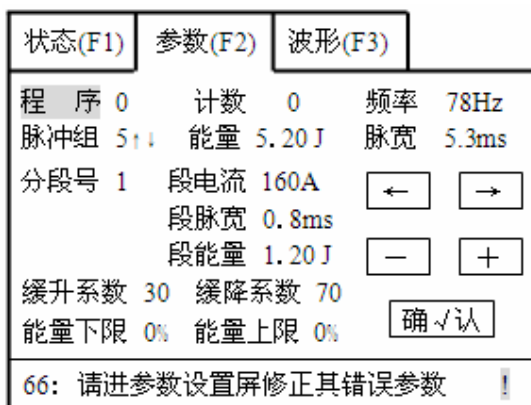 状态(F1) 参数(F2) 波形(F3)
程 序 0 计数 0 频率 78Hz
脉冲组 5↑↓ 能量 5.20J 脉宽 5.3ms
分段号 1 段电流 160A ← →
段脉宽 0.8ms
段能量 1.20J － ＋
缓升系数 30 缓降系数 70
能量下限 0% 能量上限 0% 确√认
66: 请进参数设置屏修正其错误参数 !